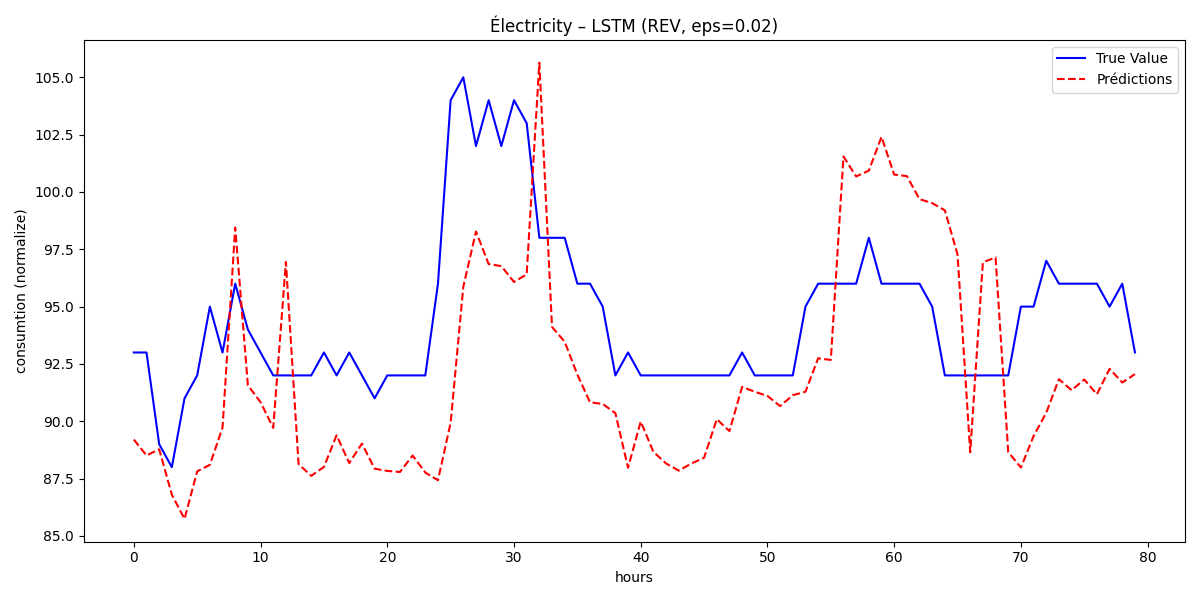 Électricity – LSTM (REV, eps=0.02)
True Value
Prédictions
consumtion (normalize)
105.0
102.5
100.0
97.5
95.0
92.5
90.0
87.5
85.0
0 10 20 30 40 50 60 70 80
hours